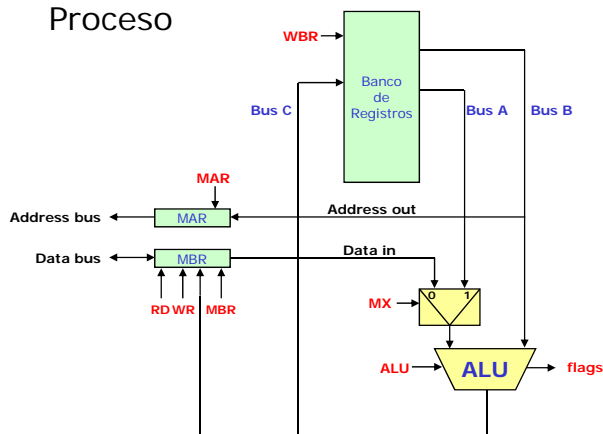 Proceso
WBR
Banco
de
Registros
Bus C
Bus A
Bus B
MAR
Address bus
MAR
Address out
Data bus
MBR
Data in
RD WR MBR
MX
0 1
ALU
ALU
flags